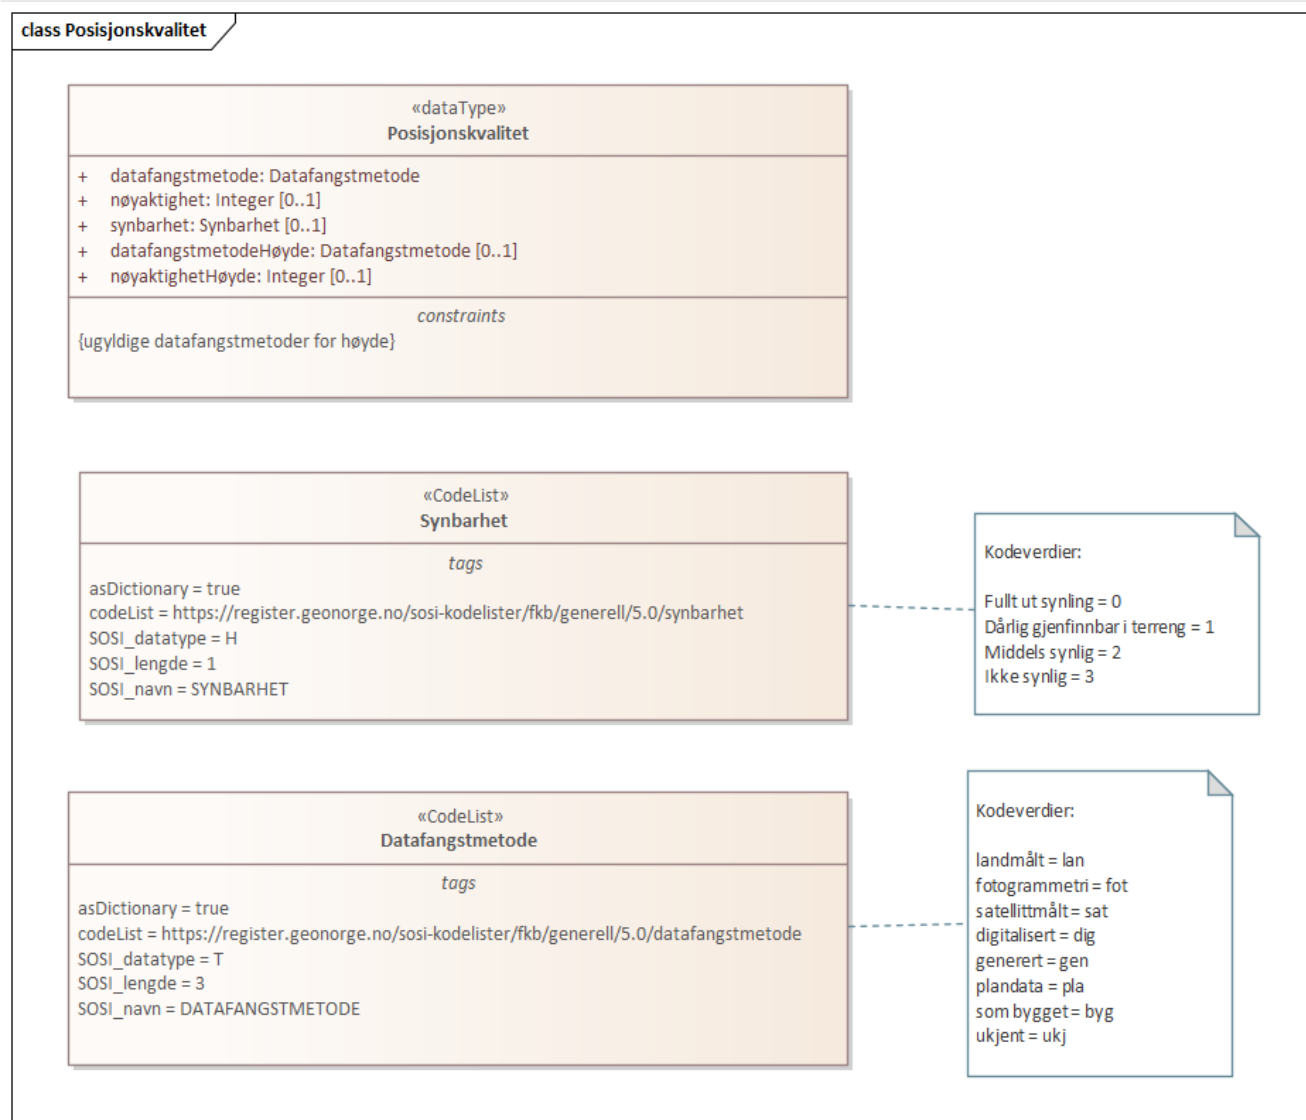 class Posisjonskvalitet
«dataType»
Posisjonskvalitet
+ datafangstmetode: Datafangstmetode
+ nøyaktighet: Integer [0..1]
+ synbarhet: Synbarhet [0..1]
+ datafangstmetodeHøyde: Datafangstmetode [0..1]
+ nøyaktighetHøyde: Integer [0..1]
constraints
{ugyldige datafangstmetoder for høyde}
«CodeList»
Synbarhet
tags
asDictionary = true
codeList = https://register.geonorge.no/sosi-kodelister/fkb/generell/5.0/synbarhet
SOSI_datatype = H
SOSI_lengde = 1
SOSI_navn = SYNBARHET
Kodeverdier:
Fullt ut synling = 0
Dårlig gjenfinnbar i terreng = 1
Middels synlig = 2
Ikke synlig = 3
«CodeList»
Datafangstmetode
tags
asDictionary = true
codeList = https://register.geonorge.no/sosi-kodelister/fkb/generell/5.0/datafangstmetode
SOSI_datatype = T
SOSI_lengde = 3
SOSI_navn = DATAFANGSTMETODE
Kodeverdier:
landmålt = lan
fotogrammetri = fot
satellittmålt = sat
digitalisert = dig
generert = gen
plandata = pla
som bygget = byg
ukjent = ukj